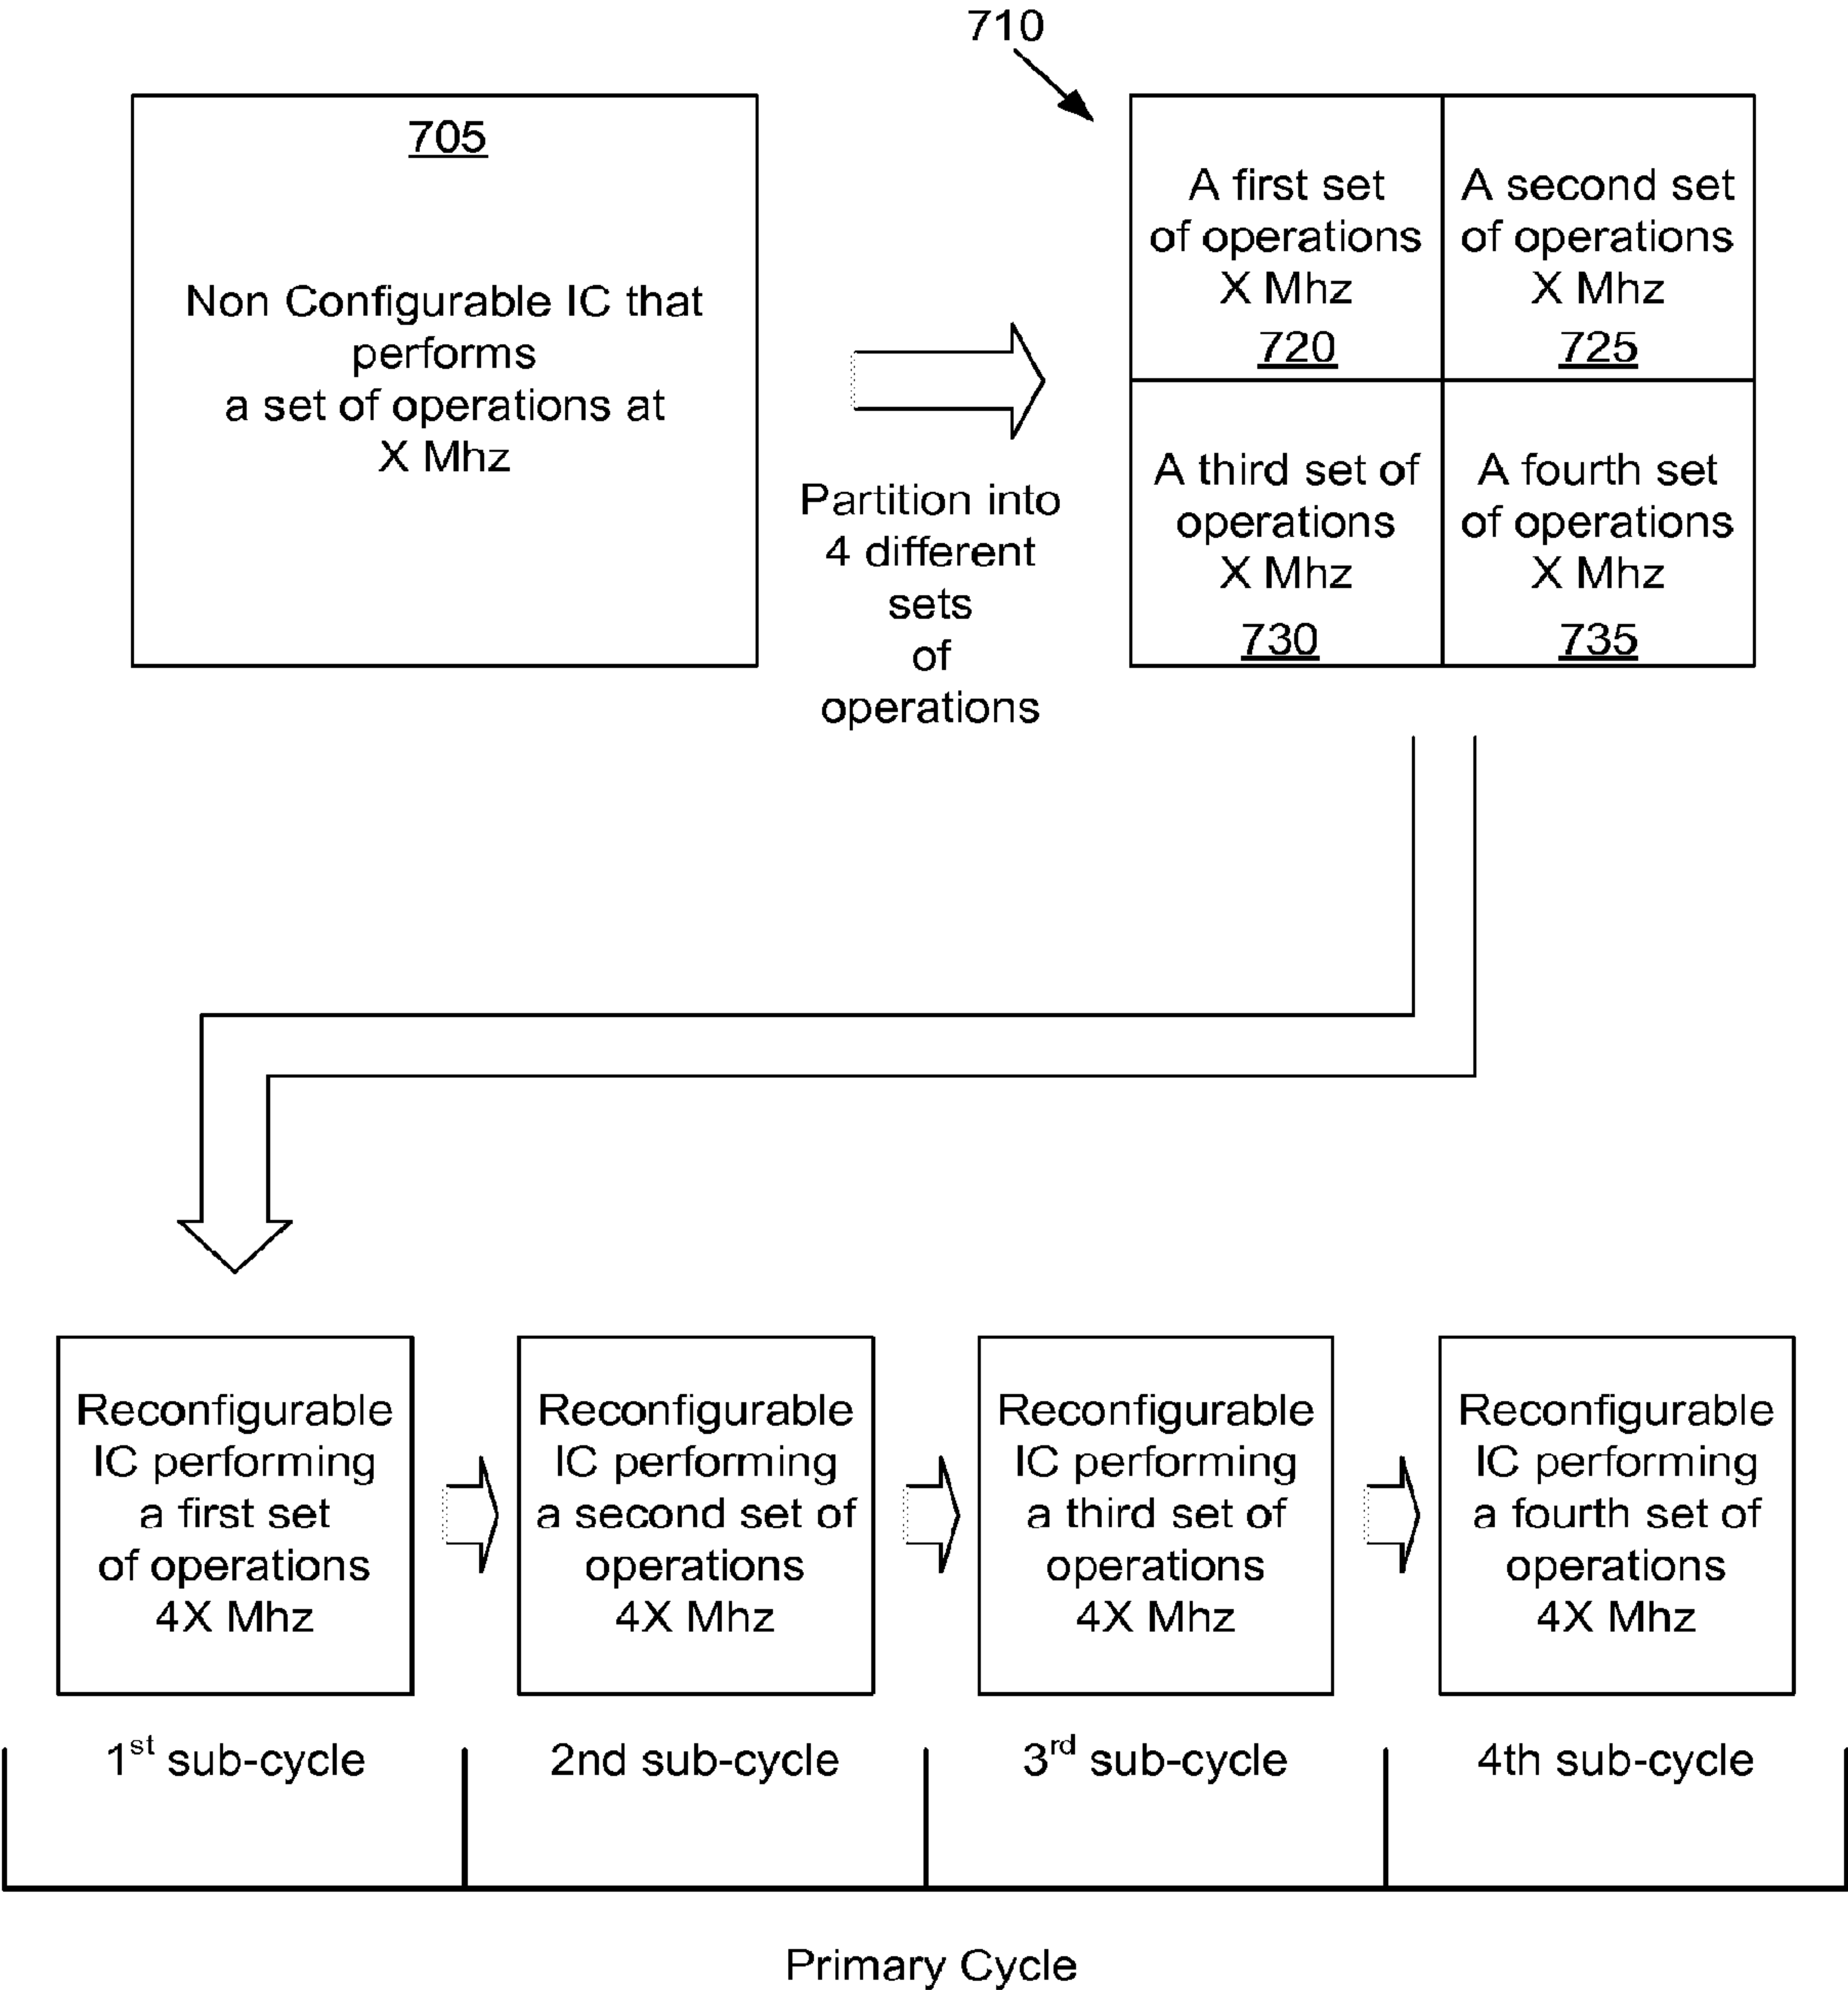 710
705
Non Configurable IC that
performs
a set of operations at
X Mhz
Partition into
4 different
sets
of
operations
A first set
of operations
X Mhz
720
A second set
of operations
X Mhz
725
A third set of
operations
X Mhz
730
A fourth set
of operations
X Mhz
735
Reconfigurable
IC performing
a first set
of operations
4X Mhz
Reconfigurable
IC performing
a second set of
operations
4X Mhz
Reconfigurable
IC performing
a third set of
operations
4X Mhz
Reconfigurable
IC performing
a fourth set of
operations
4X Mhz
1st sub-cycle
2nd sub-cycle
3rd sub-cycle
4th sub-cycle
Primary Cycle